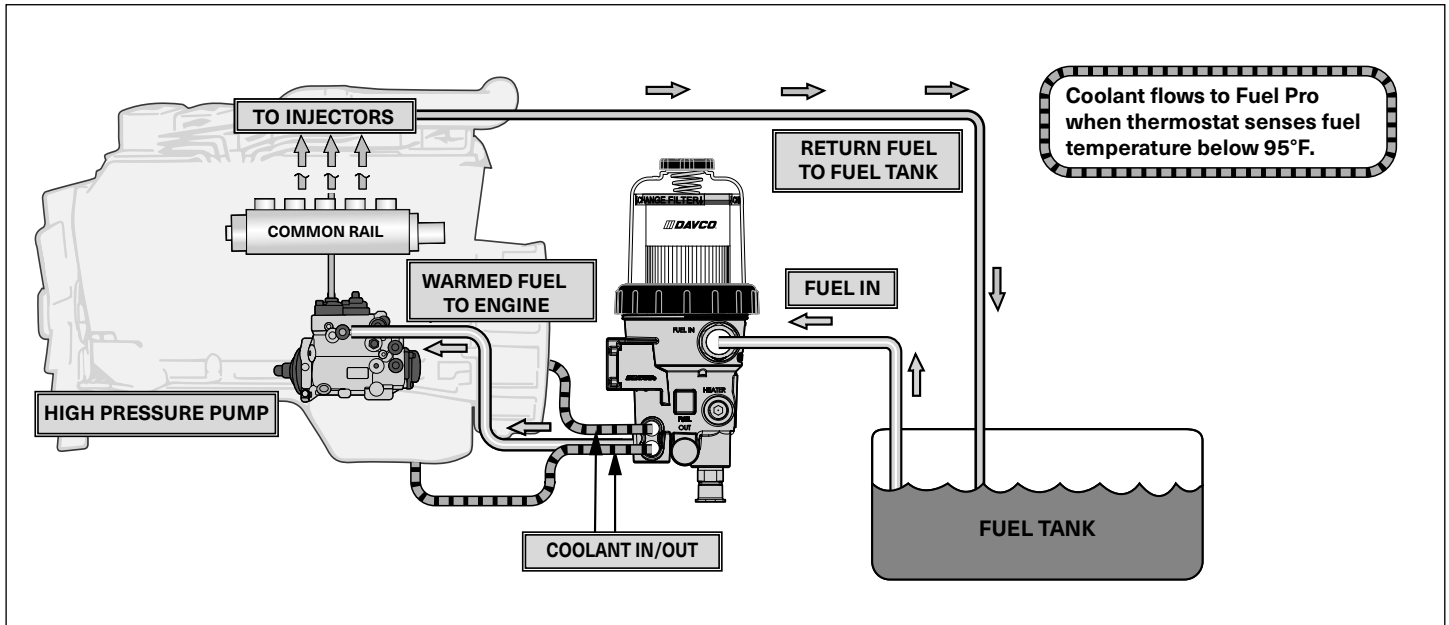 TO INJECTORS
COMMON RAIL
HIGH PRESSURE PUMP
WARMED FUEL
TO ENGINE
COOLANT IN/OUT
CHANGE FILTER
DAVCO
FUEL IN
HEATER
FUEL
OUT
FUEL IN
RETURN FUEL
TO FUEL TANK
FUEL TANK
Coolant flows to Fuel Pro
when thermostat senses fuel
temperature below 95°F.